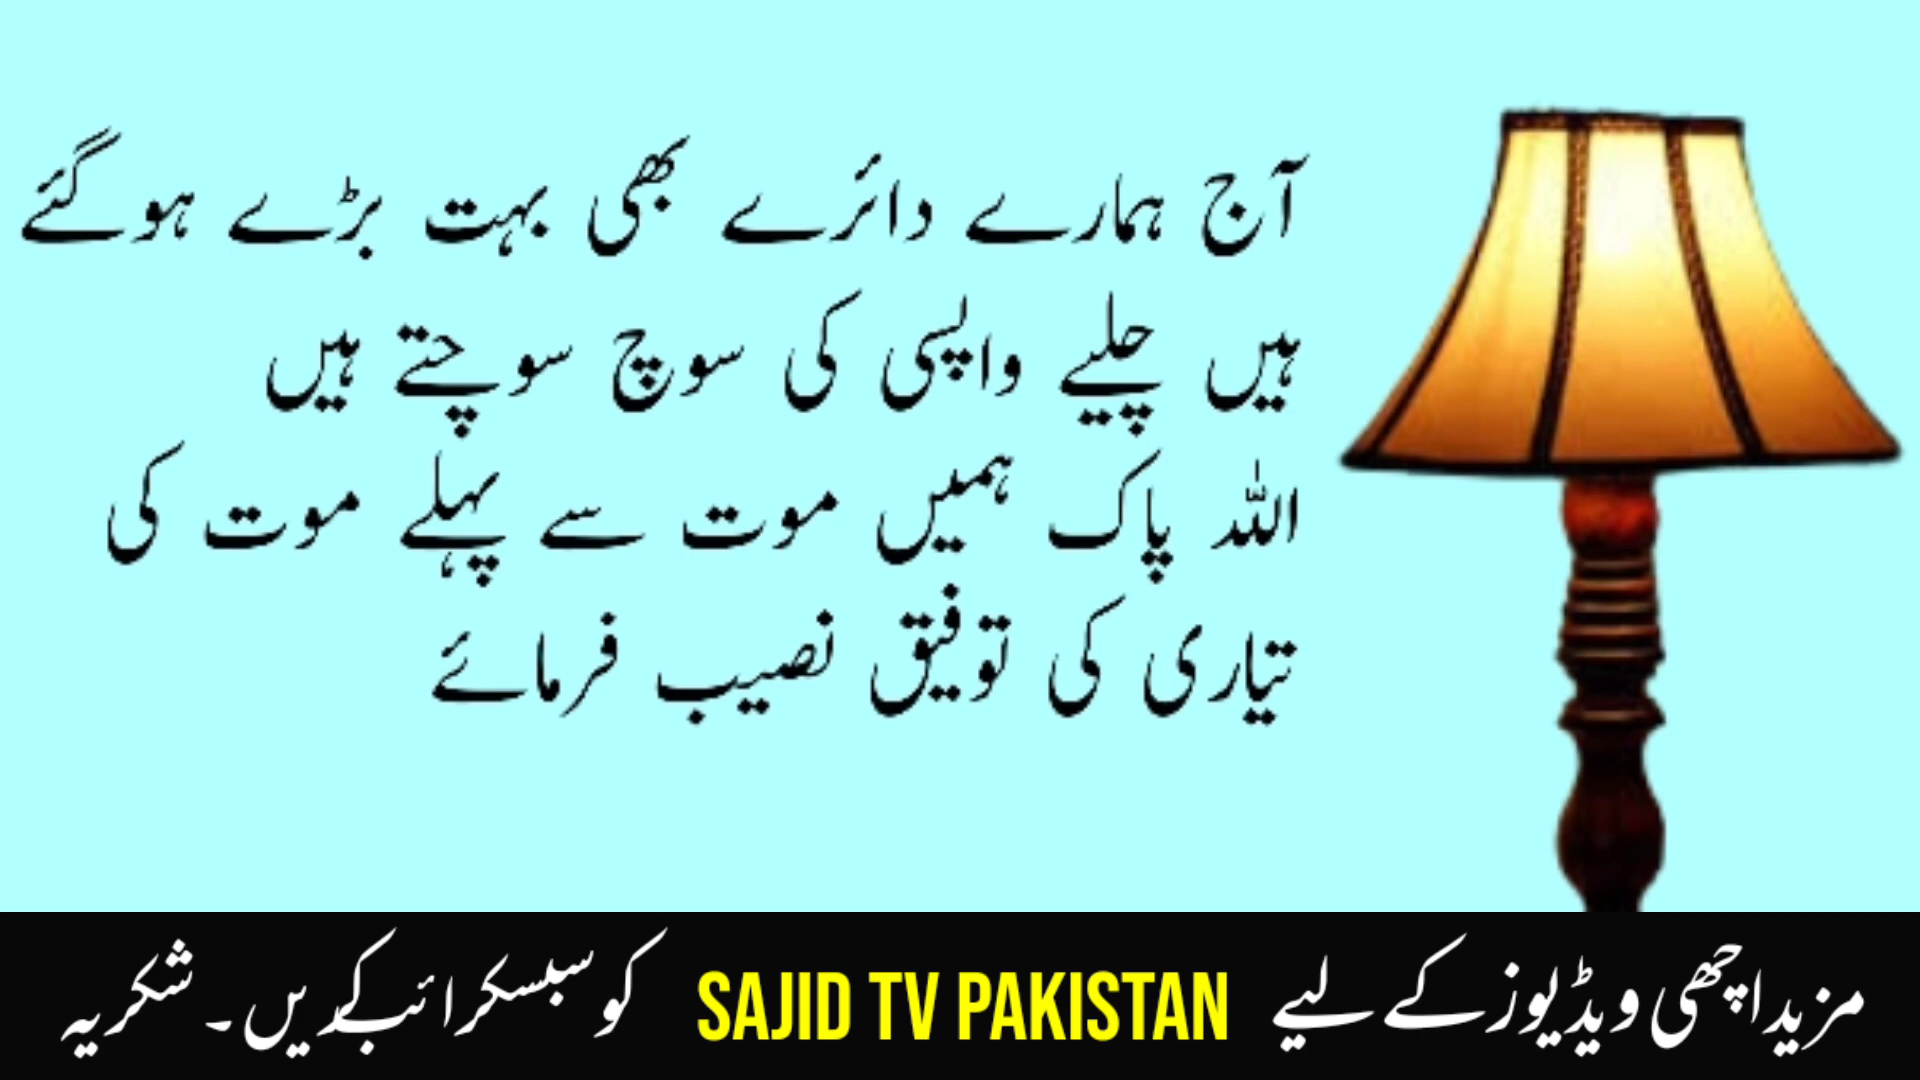 آج ہمارے دائرے بھی بہت بڑے ہوگئے
ہیں چلیے واپسی کی سوچ سوچتے ہیں
اللہ پاک ہمیں موت سے پہلے موت کی
تیاری کی توفیق نصیب فرمائے
مزید اچھی ویڈیوز کے لیے SAJID TV PAKISTAN کو سبسکرائب کریں۔ شکریہ